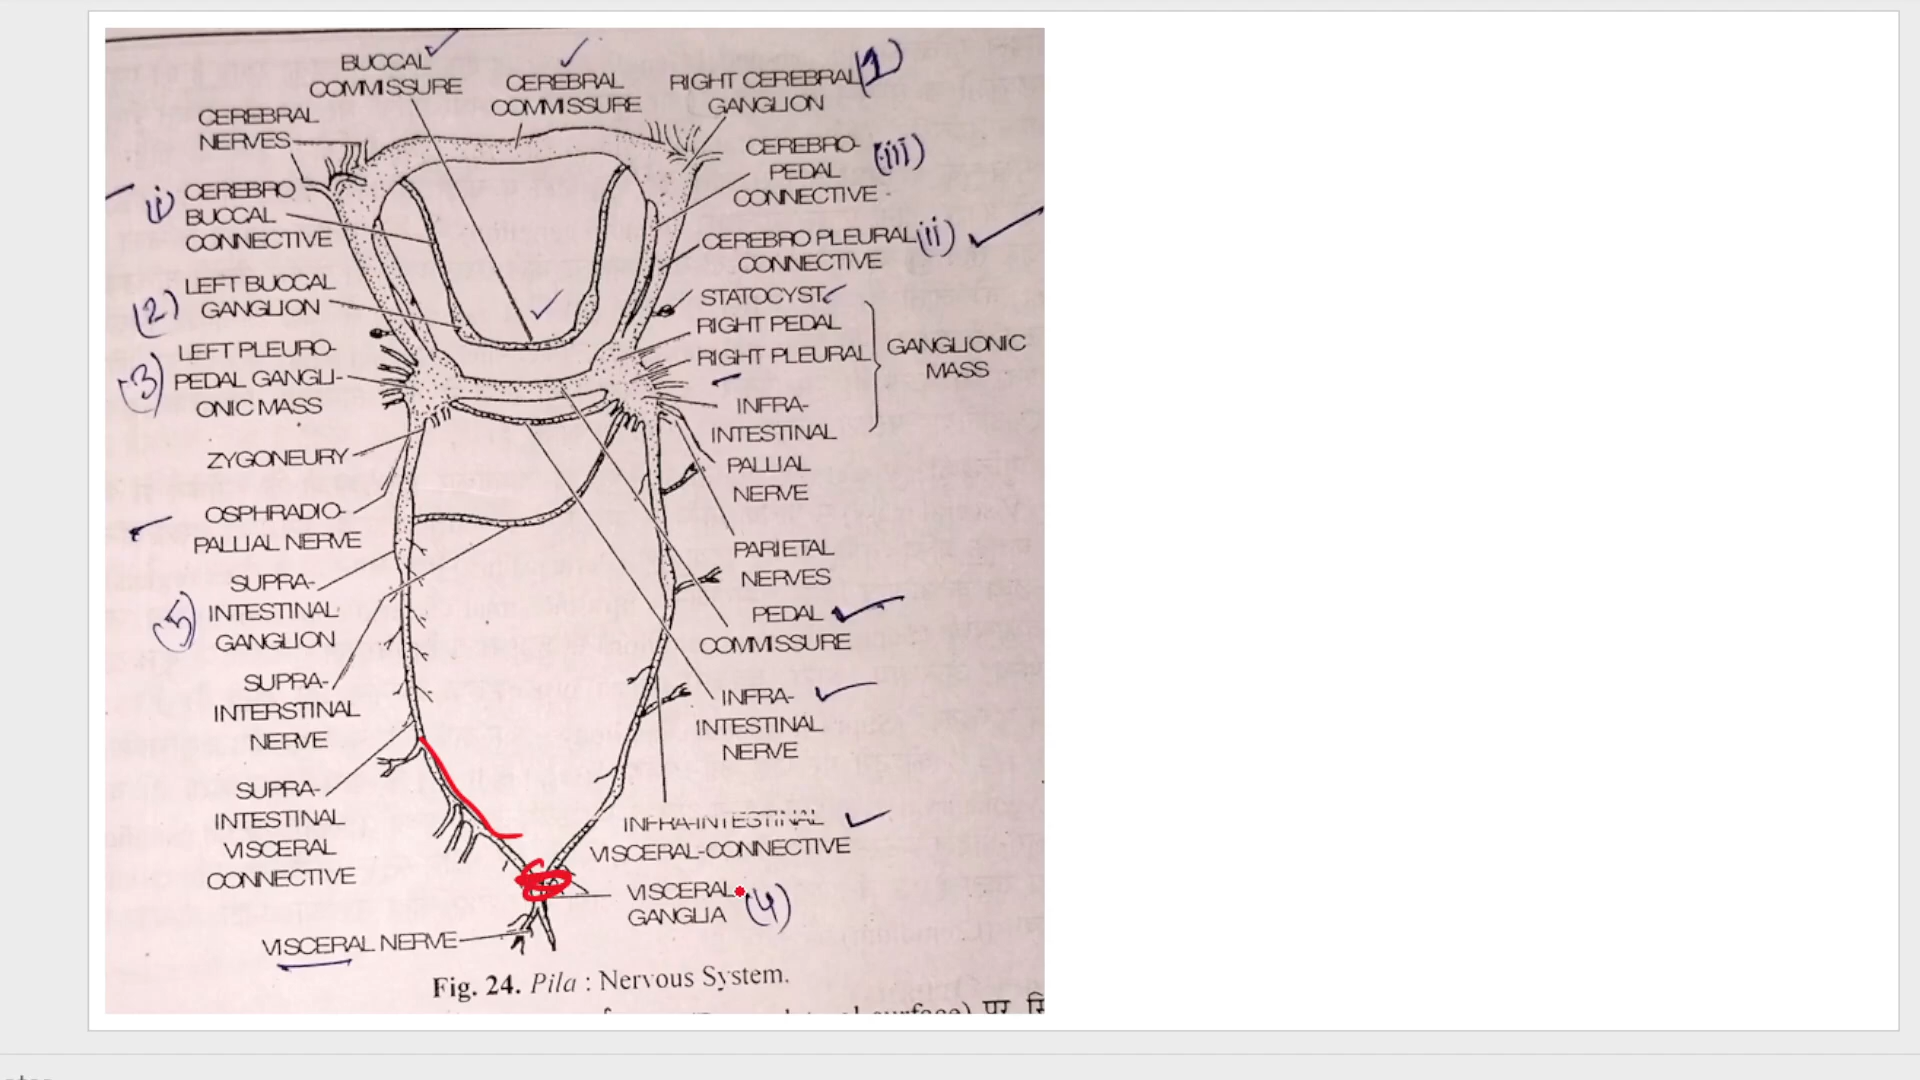 BUCCAL
COMMISSURE
CEREBRAL
COMMISSURE
RIGHT CEREBRAL (1)
GANGLION
CEREBRAL
NERVES
CEREBRO-
PEDAL (iii)
CONNECTIVE
(i) CEREBRO
BUCCAL
CONNECTIVE
CEREBRO PLEURAL (ii)
CONNECTIVE
(2) LEFT BUCCAL
GANGLION
STATOCYST
RIGHT PEDAL
RIGHT PLEURAL
GANGLIONIC
MASS
(3) LEFT PLEURO-
PEDAL GANGLI-
ONIC MASS
INFRA-
INTESTINAL
ZYGONEURY
PALLIAL
NERVE
OSPHRADIO-
PALLIAL NERVE
PARIETAL
NERVES
(5) SUPRA-
INTESTINAL
GANGLION
PEDAL
COMMISSURE
SUPRA-
INTERSTINAL
NERVE
INFRA-
INTESTINAL
NERVE
SUPRA-
INTESTINAL
VISCERAL
CONNECTIVE
INFRA-INTESTINAL
VISCERAL-CONNECTIVE
VISCERAL
GANGLIA (4)
VISCERAL NERVE
Fig. 24. Pila : Nervous System.
surface) पर